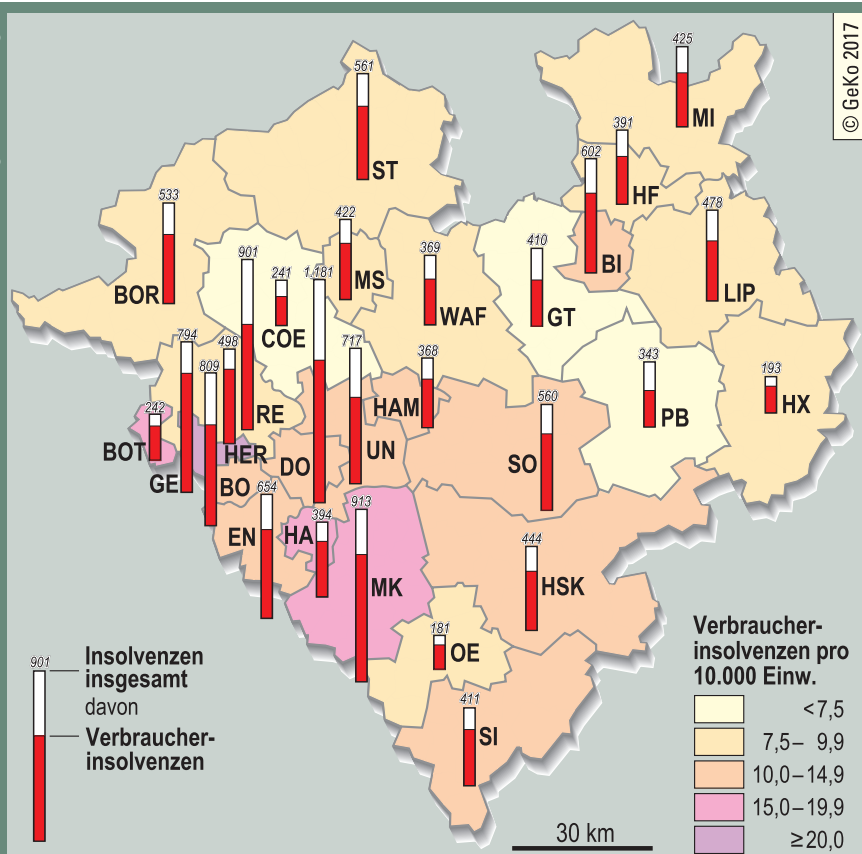 © GeKo 2017
425
MI
561
ST
391
HF
602
BI
533
BOR
422
MS
478
LIP
369
WAF
410
GT
901
241
COE
1.181
794
498
809
RE
717
368
HAM
343
PB
193
HX
242
BOT
GE
HER
BO
DO
UN
560
SO
654
EN
394
HA
913
MK
444
HSK
181
OE
411
SI
901
Insolvenzen
insgesamt
davon
Verbraucher-
insolvenzen
30 km
Verbraucher-
insolvenzen pro
10.000 Einw.
<7,5
7,5– 9,9
10,0–14,9
15,0–19,9
≥20,0